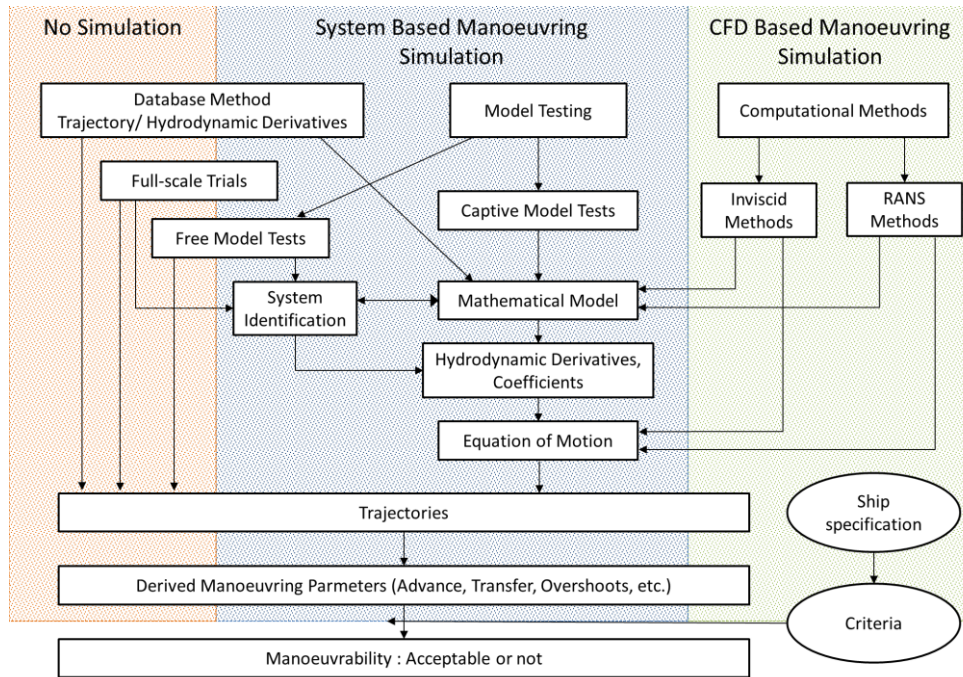 No Simulation
System Based Manoeuvring
Simulation
CFD Based Manoeuvring
Simulation
Database Method
Trajectory/ Hydrodynamic Derivatives
Model Testing
Computational Methods
Full-scale Trials
Captive Model Tests
Inviscid
Methods
RANS
Methods
Free Model Tests
System
Identification
Mathematical Model
Hydrodynamic Derivatives,
Coefficients
Equation of Motion
Trajectories
Ship
specification
Derived Manoeuvring Parmeters (Advance, Transfer, Overshoots, etc.)
Criteria
Manoeuvrability : Acceptable or not